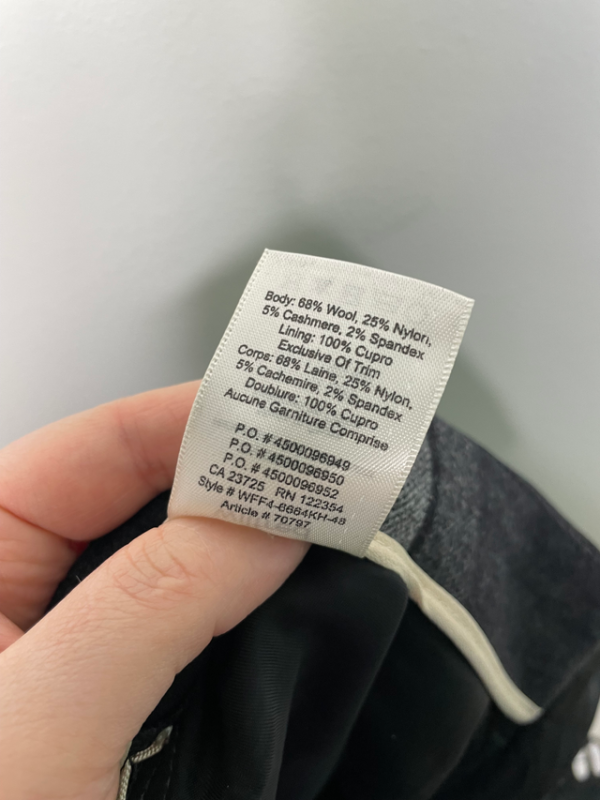 Body: 68% Wool, 25% Nylon,
5% Cashmere, 2% Spandex
Lining: 100% Cupro
Exclusive Of Trim
Corps: 68% Laine, 25% Nylon,
5% Cachemire, 2% Spandex
Doublure: 100% Cupro
Aucune Garniture Comprise
P.O. # 4500096949
P.O. # 4500096950
P.O. # 4500096952
CA 23725 RN 122354
Style # WFF4-6664KH-48
Article # 70797